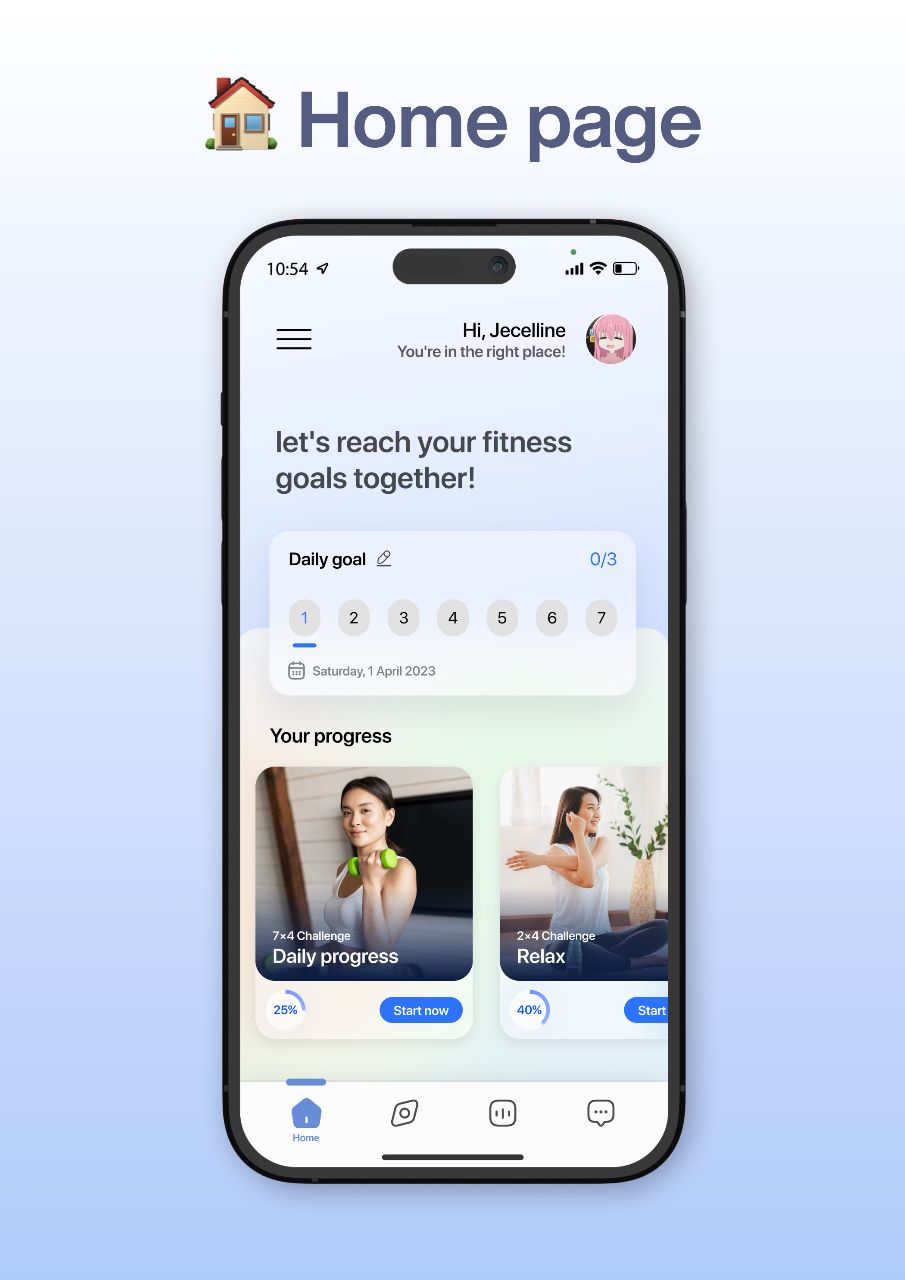 Home page
10:54
Hi, Jecelline
You're in the right place!
let's reach your fitness
goals together!
Daily goal
0/3
1 2 3 4 5 6 7
Saturday, 1 April 2023
Your progress
7×4 Challenge
Daily progress
25%
Start now
2×4 Challenge
Relax
40%
Start
Home